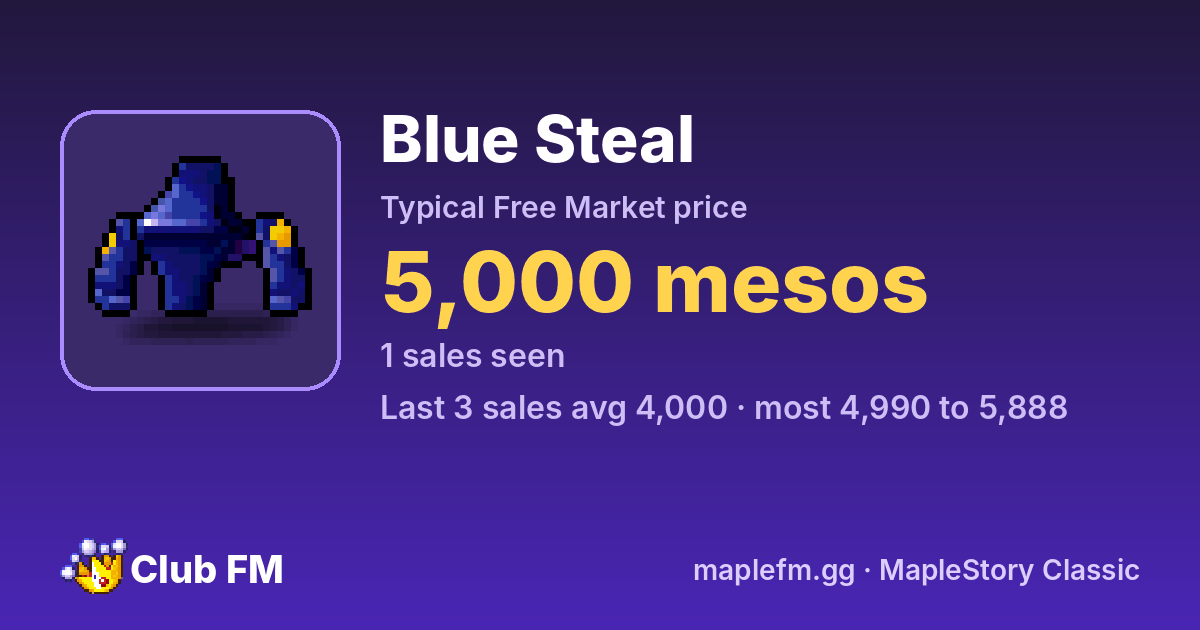 Blue Steal
Typical Free Market price
5,000 mesos
1 sales seen
Last 3 sales avg 4,000 · most 4,990 to 5,888
Club FM
maplefm.gg · MapleStory Classic